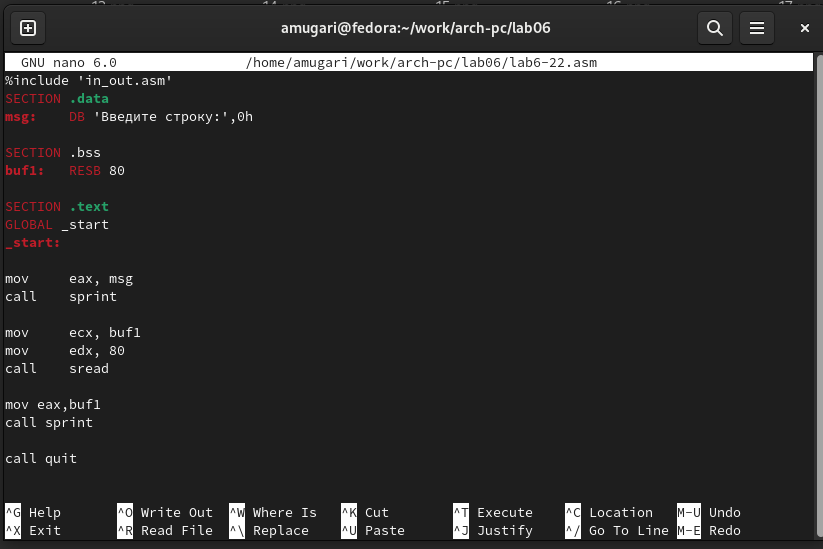 amugari@fedora:~/work/arch-pc/lab06
GNU nano 6.0 /home/amugari/work/arch-pc/lab06/lab6-22.asm
%include 'in_out.asm'
SECTION .data
msg: DB 'Введите строку:',0h
SECTION .bss
buf1: RESB 80
SECTION .text
GLOBAL _start
_start:
mov eax, msg
call sprint
mov ecx, buf1
mov edx, 80
call sread
mov eax,buf1
call sprint
call quit
^G Help ^O Write Out ^W Where Is ^K Cut ^T Execute ^C Location M-U Undo
^X Exit ^R Read File ^\ Replace ^U Paste ^J Justify ^/ Go To Line M-E Redo